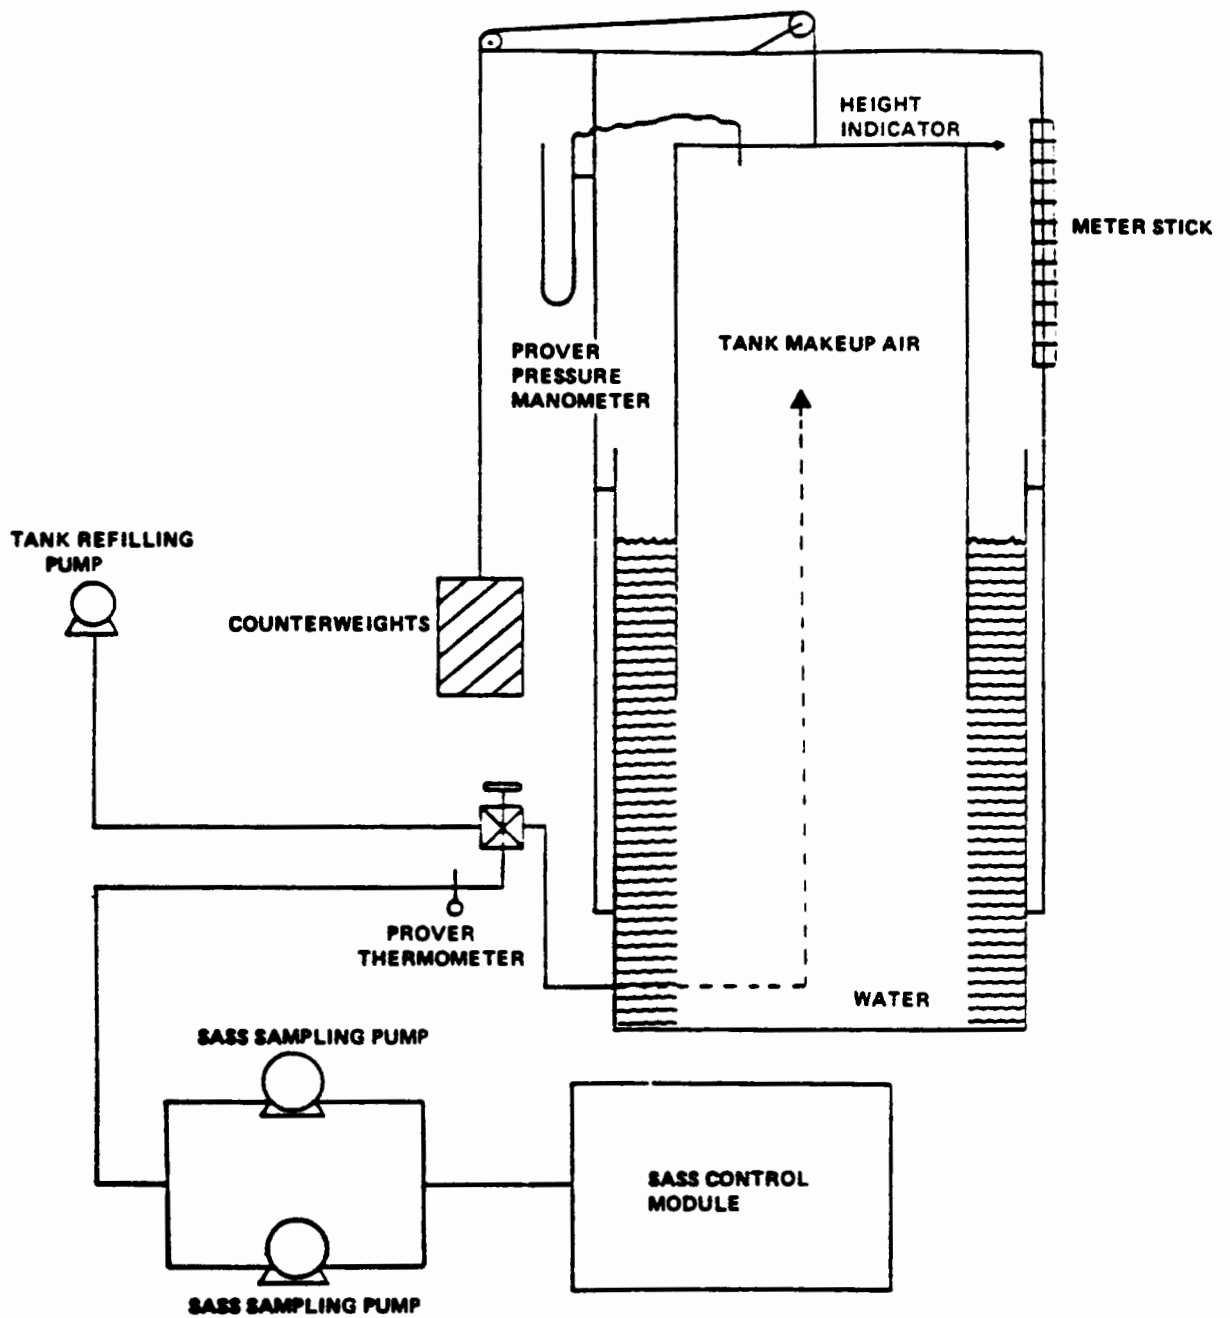 HEIGHT
INDICATOR
METER STICK
TANK MAKEUP AIR
PROVER
PRESSURE
MANOMETER
TANK REFILLING
PUMP
COUNTERWEIGHTS
PROVER
THERMOMETER
WATER
SASS SAMPLING PUMP
SASS CONTROL
MODULE
SASS SAMPLING PUMP